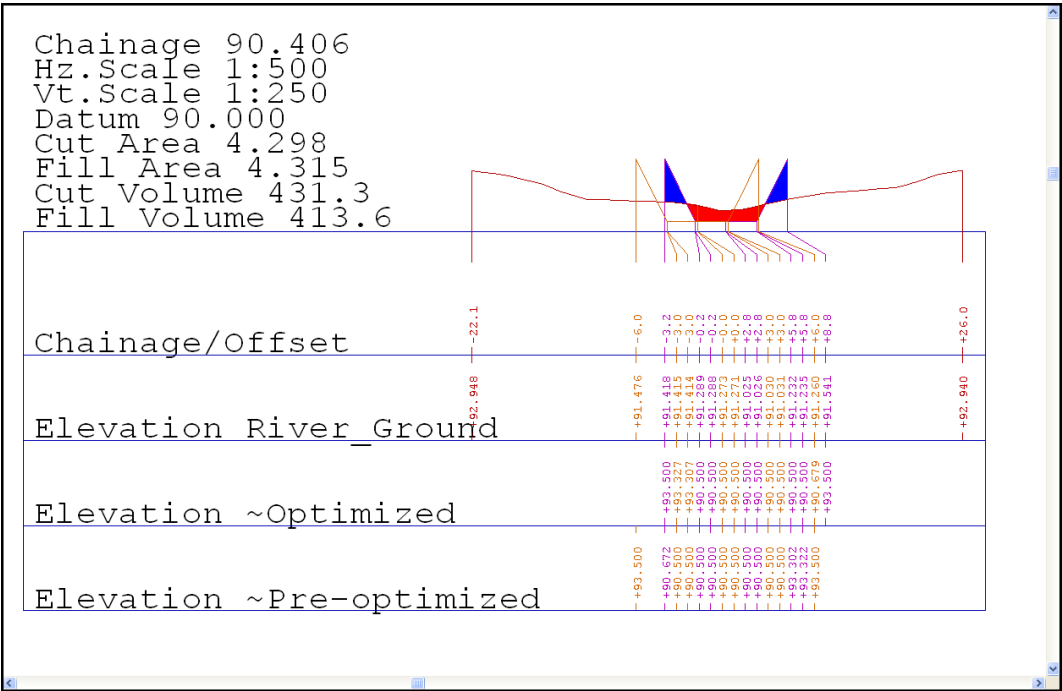 Chainage 90.406
Hz.Scale 1:500
Vt.Scale 1:250
Datum 90.000
Cut Area 4.298
Fill Area 4.315
Cut Volume 431.3
Fill Volume 413.6
Chainage/Offset -22.1 -6.0 -3.2 -3.0 -3.0 -0.2 -0.2 -0.0 +0.0 +2.8 +2.8 +3.0 +3.0 +5.8 +5.8 +6.0 +8.8 +26.0
Elevation River_Ground +92.948 +91.476 +91.418 +91.415 +91.414 +91.289 +91.288 +91.273 +91.271 +91.025 +91.026 +91.030 +91.031 +91.232 +91.235 +91.260 +91.541 +92.940
Elevation ~Optimized +93.500 +93.327 +93.307 +90.500 +90.500 +90.500 +90.500 +90.500 +90.500 +90.500 +90.500 +90.500 +90.500 +90.679 +93.500
Elevation ~Pre-optimized +93.500 +90.672 +90.500 +90.500 +90.500 +90.500 +90.500 +90.500 +90.500 +90.500 +90.500 +90.500 +93.302 +93.322 +93.500